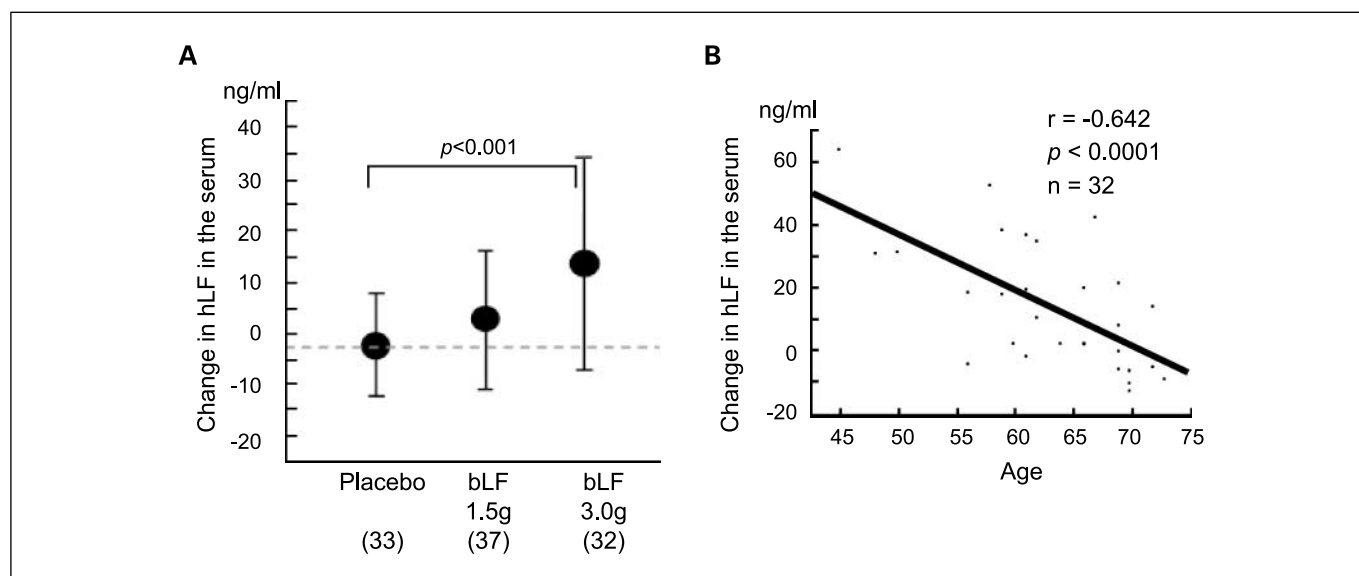 A
ng/ml
Change in hLF in the serum
40
30
20
10
0
-10
-20
p<0.001
Placebo
(33)
bLF
1.5g
(37)
bLF
3.0g
(32)
B
ng/ml
Change in hLF in the serum
60
40
20
0
-20
r = -0.642
p < 0.0001
n = 32
45 50 55 60 65 70 75
Age